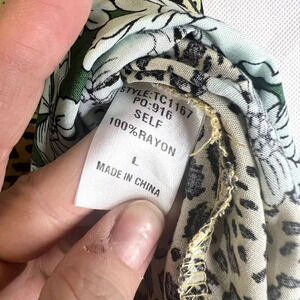 STYLE:TC1167
PO:916
SELF
100%RAYON
L
MADE IN CHINA